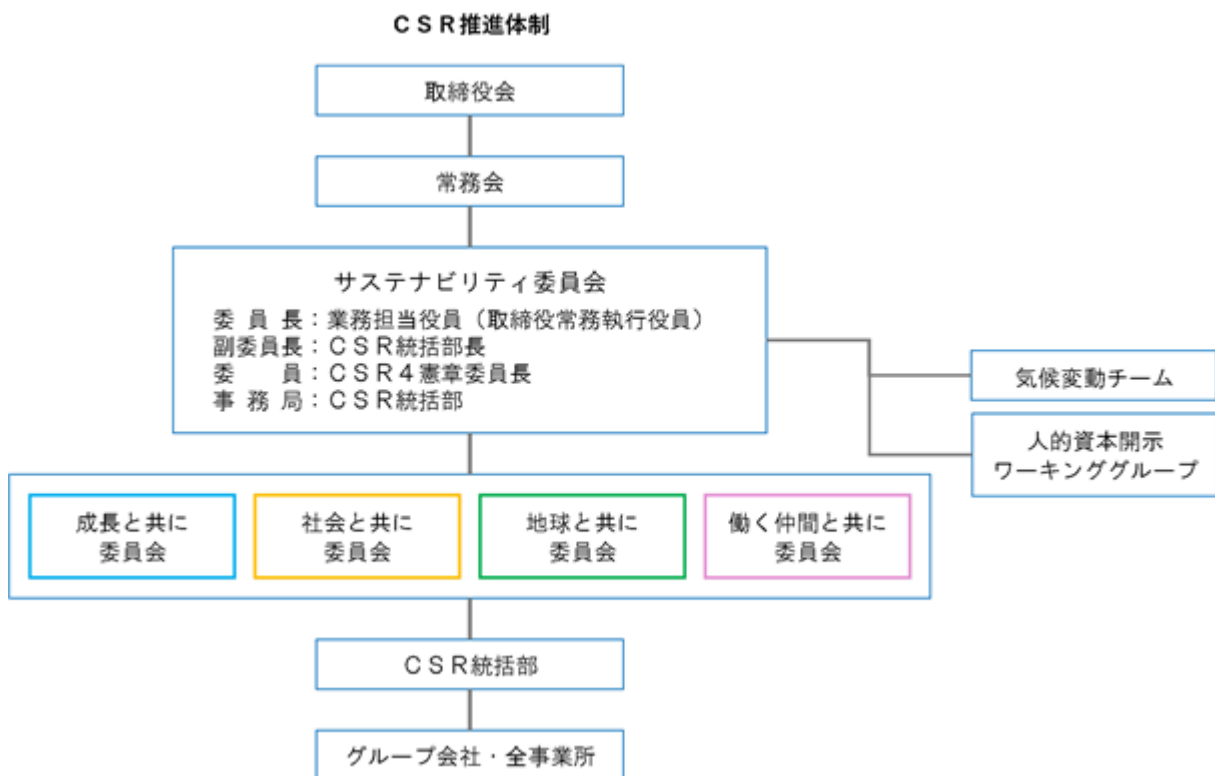 ＣＳＲ推進体制
取締役会
常務会
サステナビリティ委員会
委 員 長：業務担当役員（取締役常務執行役員）
副委員長：ＣＳＲ統括部長
委　　員：ＣＳＲ４憲章委員長
事 務 局：ＣＳＲ統括部
気候変動チーム
人的資本開示
ワーキンググループ
成長と共に
委員会
社会と共に
委員会
地球と共に
委員会
働く仲間と共に
委員会
ＣＳＲ統括部
グループ会社・全事業所